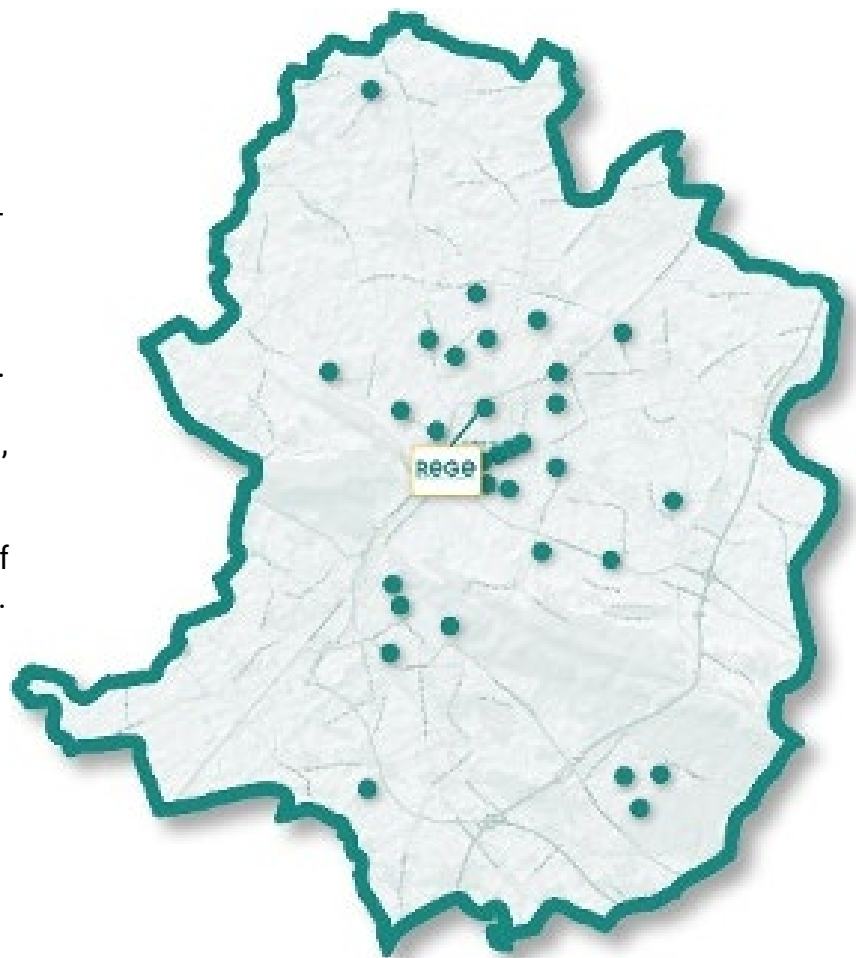 -
.
,
f
.
REGE